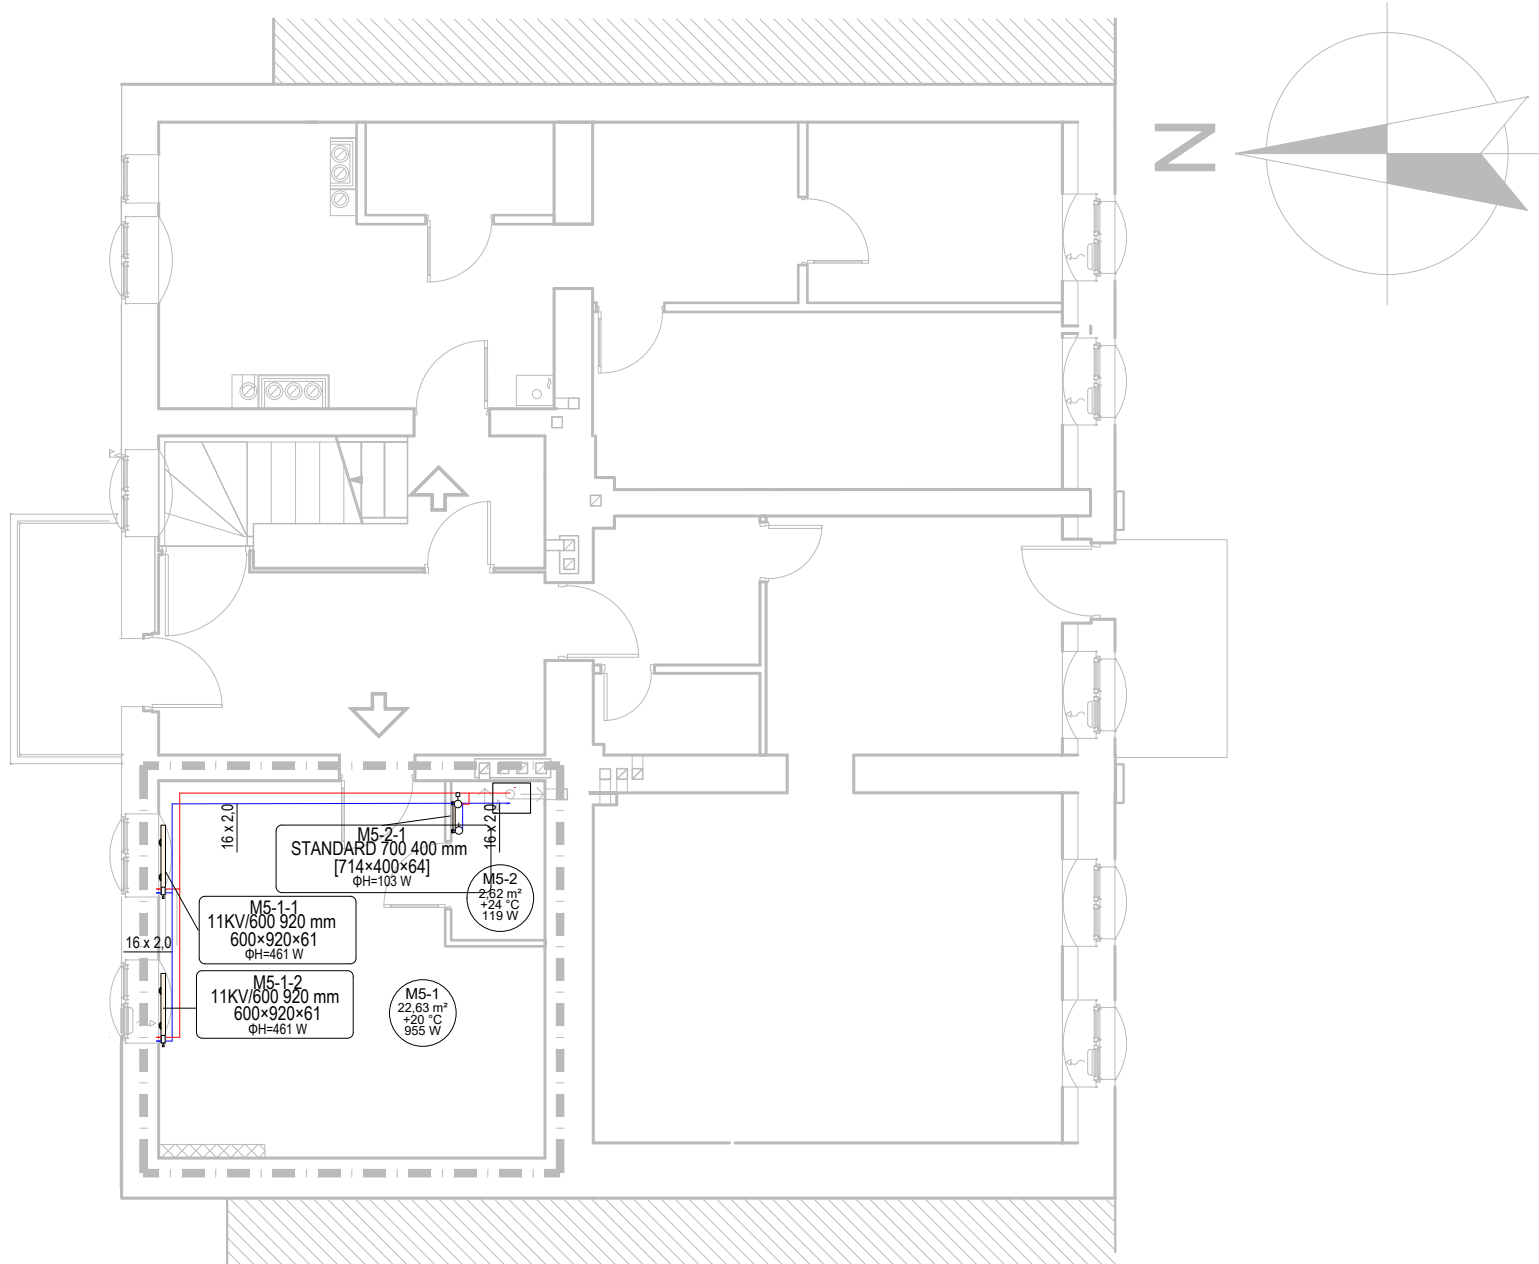 N
16 x 2,0
16 x 2,0
M5-2-1
STANDARD 700 400 mm
[714×400×64]
ΦH=103 W
M5-2
2,62 m²
+24 °C
119 W
M5-1-1
11KV/600 920 mm
600×920×61
ΦH=461 W
16 x 2,0
M5-1-2
11KV/600 920 mm
600×920×61
ΦH=461 W
M5-1
22,63 m²
+20 °C
955 W